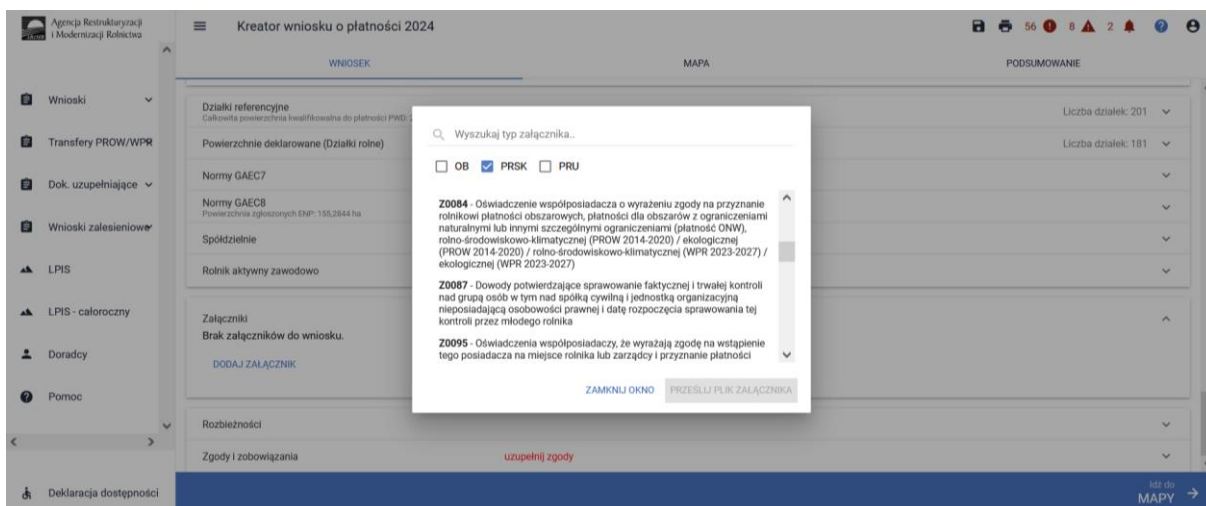 Agencja Restrukturyzacji
i Modernizacji Rolnictwa
Kreator wniosku o płatności 2024
56 8 2
WNIOSEK MAPA PODSUMOWANIE
Wnioski
Transfery PROW/WPR
Dok. uzupełniające
Wnioski zalesieniowe
LPIS
LPIS - całoroczny
Doradcy
Pomoc
Deklaracja dostępności
Działki referencyjne
Całkowita powierzchnia kwalifikowalna do płatności PWD: 2
Liczba działek: 201
Powierzchnie deklarowane (Działki rolne)
Liczba działek: 181
Normy GAEC7
Normy GAEC8
Powierzchnia zgłoszonych ENP: 155,2844 ha
Spółdzielnie
Rolnik aktywny zawodowo
Załączniki
Brak załączników do wniosku.
DODAJ ZAŁĄCZNIK
Rozbieżności
Zgody i zobowiązania uzupełnij zgody
Wyszukaj typ załącznika..
OB PRSK PRU
Z0084 - Oświadczenie współposiadacza o wyrażeniu zgody na przyznanie
rolnikowi płatności obszarowych, płatności dla obszarów z ograniczeniami
naturalnymi lub innymi szczególnymi ograniczeniami (płatność ONW),
rolno-środowiskowo-klimatycznej (PROW 2014-2020) / ekologicznej
(PROW 2014-2020) / rolno-środowiskowo-klimatycznej (WPR 2023-2027) /
ekologicznej (WPR 2023-2027)
Z0087 - Dowody potwierdzające sprawowanie faktycznej i trwałej kontroli
nad grupą osób w tym nad spółką cywilną i jednostką organizacyjną
nieposiadającą osobowości prawnej i datę rozpoczęcia sprawowania tej
kontroli przez młodego rolnika
Z0095 - Oświadczenia współposiadaczy, że wyrażają zgodę na wstąpienie
tego posiadacza na miejsce rolnika lub zarządcy i przyznanie płatności
ZAMKNIJ OKNO PRZEŚLIJ PLIK ZAŁĄCZNIKA
Idź do
MAPY